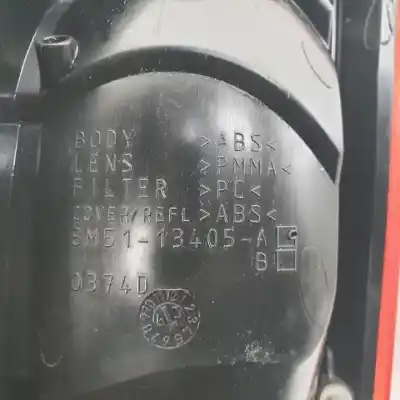 BODY >ABS<
LENS >PMMA<
FILTER >PC<
COVER/REFL >ABS<
8M51-13405-A
B
0374D